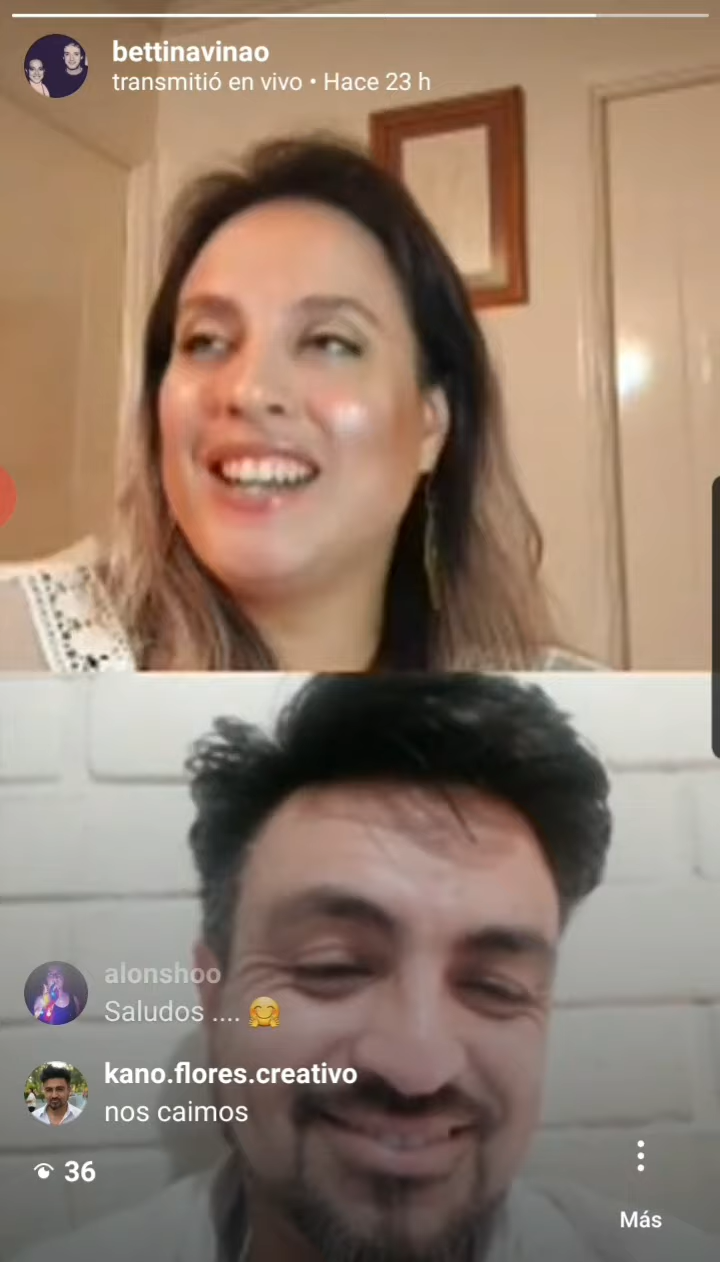 bettinavinao
transmitió en vivo • Hace 23 h
alonshoo
Saludos .... 🤗
kano.flores.creativo
nos caimos
36
Más